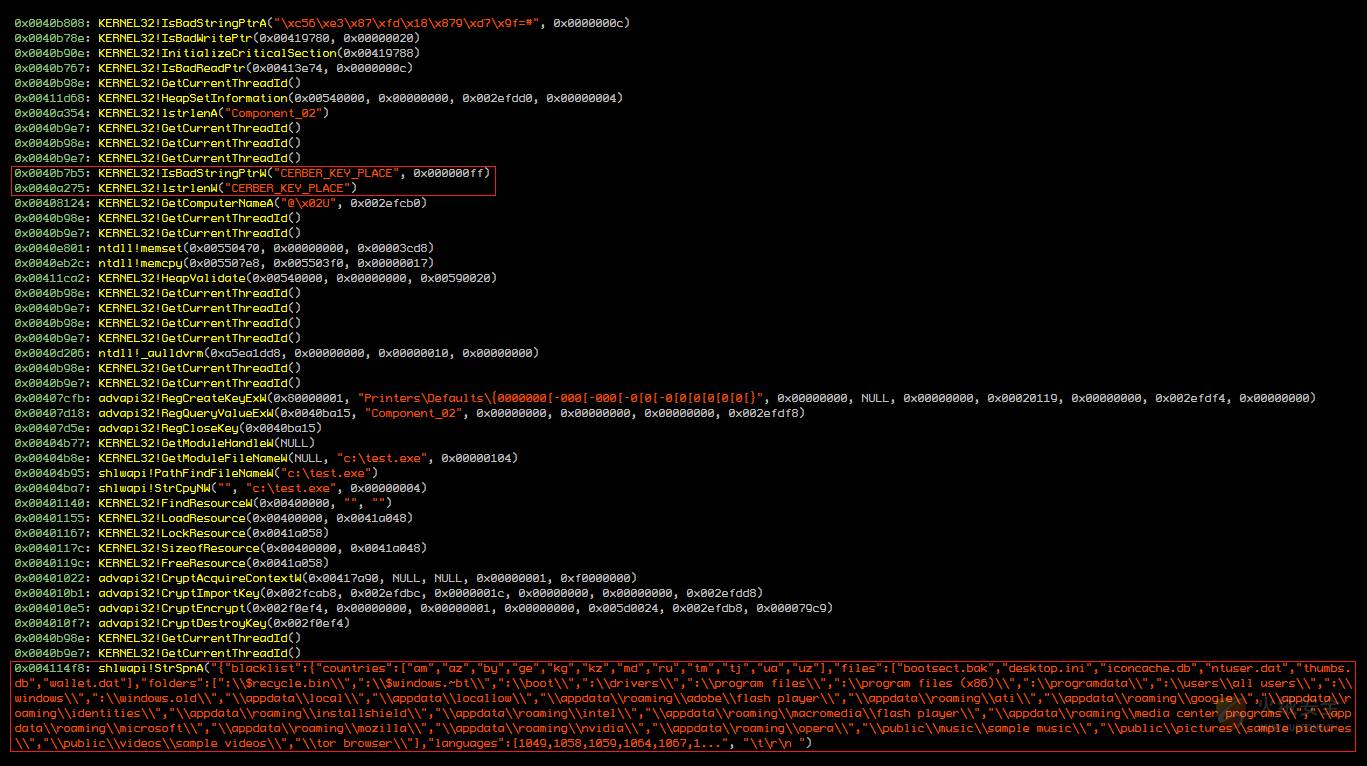 0x0040b808: KERNEL32!IsBadStringPtrA("\xc56\xe3\x87\xfd\x18\x879\xd7\x9f=#", 0x0000000c)
0x0040b78e: KERNEL32!IsBadWritePtr(0x00419780, 0x00000020)
0x0040b90e: KERNEL32!InitializeCriticalSection(0x00419788)
0x0040b767: KERNEL32!IsBadReadPtr(0x00413e74, 0x0000000c)
0x0040b98e: KERNEL32!GetCurrentThreadId()
0x00411d68: KERNEL32!HeapSetInformation(0x00540000, 0x00000000, 0x002efdd0, 0x00000004)
0x0040a354: KERNEL32!lstrlenA("Component_02")
0x0040b9e7: KERNEL32!GetCurrentThreadId()
0x0040b98e: KERNEL32!GetCurrentThreadId()
0x0040b9e7: KERNEL32!GetCurrentThreadId()
0x0040b7b5: KERNEL32!IsBadStringPtrW("CERBER_KEY_PLACE", 0x000000ff)
0x0040a275: KERNEL32!lstrlenW("CERBER_KEY_PLACE")
0x00408124: KERNEL32!GetComputerNameA("@\x02U", 0x002efcb0)
0x0040b98e: KERNEL32!GetCurrentThreadId()
0x0040b9e7: KERNEL32!GetCurrentThreadId()
0x0040e801: ntdll!memset(0x00550470, 0x00000000, 0x00003cd8)
0x0040eb2c: ntdll!memcpy(0x005507e8, 0x005503f0, 0x00000017)
0x00411ca2: KERNEL32!HeapValidate(0x00540000, 0x00000000, 0x00590020)
0x0040b98e: KERNEL32!GetCurrentThreadId()
0x0040b9e7: KERNEL32!GetCurrentThreadId()
0x0040b98e: KERNEL32!GetCurrentThreadId()
0x0040b9e7: KERNEL32!GetCurrentThreadId()
0x0040d206: ntdll!_aulldvrm(0xa5ea1dd8, 0x00000000, 0x00000010, 0x00000000)
0x0040b98e: KERNEL32!GetCurrentThreadId()
0x0040b9e7: KERNEL32!GetCurrentThreadId()
0x00407cfb: advapi32!RegCreateKeyExW(0x80000001, "Printers\Defaults\{0000000[-000[-000[-0[0[-0[0[0[0[0[0[}", 0x00000000, NULL, 0x00000000, 0x00020119, 0x00000000, 0x002efdf4, 0x00000000)
0x00407d18: advapi32!RegQueryValueExW(0x0040ba15, "Component_02", 0x00000000, 0x00000000, 0x00000000, 0x002efdf8)
0x00407d5e: advapi32!RegCloseKey(0x0040ba15)
0x00404b77: KERNEL32!GetModuleHandleW(NULL)
0x00404b8e: KERNEL32!GetModuleFileNameW(NULL, "c:\test.exe", 0x00000104)
0x00404b95: shlwapi!PathFindFileNameW("c:\test.exe")
0x00404ba7: shlwapi!StrCpyNW("", "c:\test.exe", 0x00000004)
0x00401140: KERNEL32!FindResourceW(0x00400000, "", "")
0x00401155: KERNEL32!LoadResource(0x00400000, 0x0041a048)
0x00401167: KERNEL32!LockResource(0x0041a058)
0x0040117c: KERNEL32!SizeofResource(0x00400000, 0x0041a048)
0x0040119c: KERNEL32!FreeResource(0x0041a058)
0x00401022: advapi32!CryptAcquireContextW(0x00417a90, NULL, NULL, 0x00000001, 0xf0000000)
0x004010b1: advapi32!CryptImportKey(0x002fcab8, 0x002efdbc, 0x0000001c, 0x00000000, 0x00000000, 0x002efdd8)
0x004010e5: advapi32!CryptEncrypt(0x002f0ef4, 0x00000000, 0x00000001, 0x00000000, 0x005d0024, 0x002efdb8, 0x000079c9)
0x004010f7: advapi32!CryptDestroyKey(0x002f0ef4)
0x0040b98e: KERNEL32!GetCurrentThreadId()
0x0040b9e7: KERNEL32!GetCurrentThreadId()
0x004114f8: shlwapi!StrSpnA("{"blacklist":{"countries":["am","az","by","ge","kg","kz","md","ru","tm","tj","ua","uz"],"files":["bootsect.bak","desktop.ini","iconcache.db","ntuser.dat","thumbs.
db","wallet.dat"],"folders":[":\\$recycle.bin\\",":\\$windows.~bt\\",":\\boot\\",":\\drivers\\",":\\program files\\",":\\program files (x86)\\",":\\programdata\\",":\\users\\all users\\",":\\
windows\\",":\\windows.old\\","\\appdata\\local\\","\\appdata\\locallow\\","\\appdata\\roaming\\adobe\\flash player\\","\\appdata\\roaming\\ati\\","\\appdata\\roaming\\google\\","\\appdata\\r
oaming\\identities\\","\\appdata\\roaming\\installshield\\","\\appdata\\roaming\\intel\\","\\appdata\\roaming\\macromedia\\flash player\\","\\appdata\\roaming\\media center programs\\","\\app
data\\roaming\\microsoft\\","\\appdata\\roaming\\mozilla\\","\\appdata\\roaming\\nvidia\\","\\appdata\\roaming\\opera\\","\\public\\music\\sample music\\","\\public\\pictures\\sample pictures
\\","\\public\\videos\\sample videos\\","\\tor browser\\"],"languages":[1049,1058,1059,1064,1067,1...", "\t\r\n ")